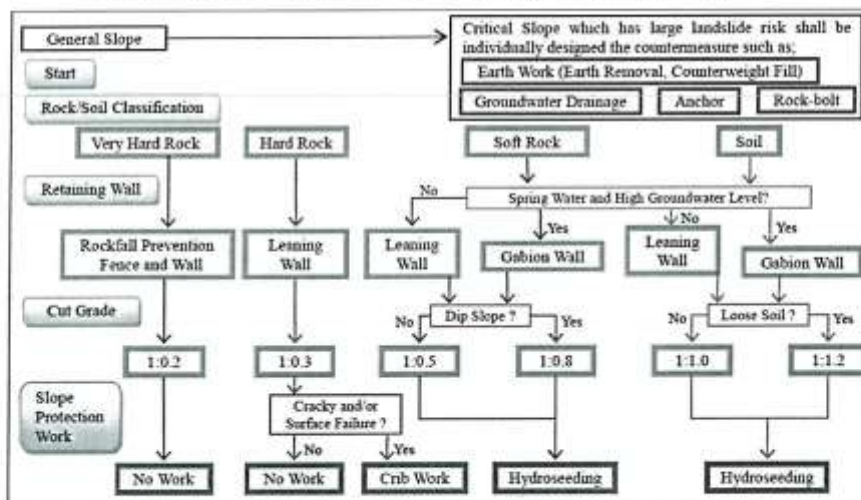 General Slope
Critical Slope which has large landslide risk shall be
individually designed the countermeasure such as;
Earth Work (Earth Removal, Counterweight Fill)
Groundwater Drainage
Anchor
Rock-bolt
Start
Rock/Soil Classification
Very Hard Rock
Hard Rock
Soft Rock
Soil
Retaining Wall
No
Spring Water and High Groundwater Level?
Yes
No
Yes
Rockfall Prevention
Fence and Wall
Leaning
Wall
Leaning
Wall
Gabion Wall
Leaning
Wall
Gabion Wall
Cut Grade
No
Dip Slope ?
Yes
No
Loose Soil ?
Yes
1:0.2
1:0.3
1:0.5
1:0.8
1:1.0
1:1.2
Slope
Protection
Work
Cracky and/or
Surface Failure ?
No
Yes
No Work
No Work
Crib Work
Hydroseeding
Hydroseeding